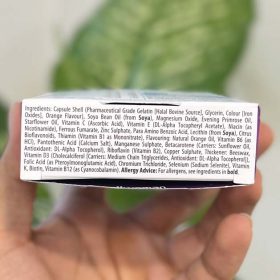 Ingredients: Capsule Shell (Pharmaceutical Grade Gelatin [Halal Bovine Source], Glycerin, Colour [Iron
Oxides], Orange Flavour), Soya Bean Oil (from Soya), Magnesium Oxide, Evening Primrose Oil,
Starflower Oil, Vitamin C (Ascorbic Acid), Vitamin E (DL-Alpha Tocopheryl Acetate), Niacin (as
Nicotinamide), Ferrous Fumarate, Zinc Sulphate, Para Amino Benzoic Acid, Lecithin (from Soya), Citrus
Bioflavonoids, Thiamin (Vitamin B1 as Mononitrate), Flavouring Natural Orange Oil, Vitamin B6 (as
HCl), Pantothenic Acid (Calcium Salt), Manganese Sulphate, Betacarotene (Carriers: Sunflower Oil,
Antioxidant: DL-Alpha Tocopherol), Riboflavin (Vitamin B2), Copper Sulphate, Thickener: Beeswax,
Vitamin D3 (Cholecalciferol [Carriers: Medium Chain Triglycerides, Antioxidant: DL-Alpha Tocopherol]),
Folic Acid (as Pteroylmonoglutamic Acid), Chromium Trichloride, Selenium (Sodium Selenite), Vitamin
K, Biotin, Vitamin B12 (as Cyanocobalamin). Allergy Advice: For allergens, see ingredients in bold.